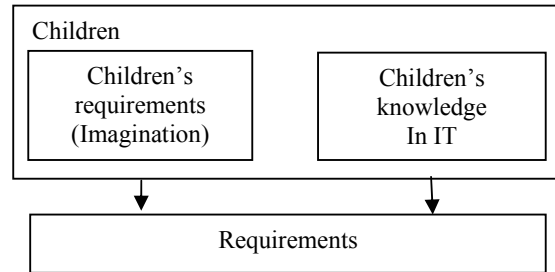 Children
Children’s
requirements
(Imagination)
Children’s
knowledge
In IT
Requirements